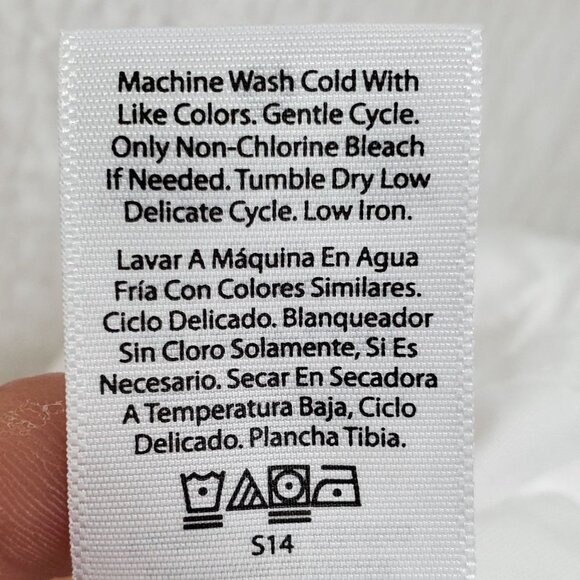 Machine Wash Cold With
Like Colors. Gentle Cycle.
Only Non-Chlorine Bleach
If Needed. Tumble Dry Low
Delicate Cycle. Low Iron.
Lavar A Máquina En Agua
Fría Con Colores Similares.
Ciclo Delicado. Blanqueador
Sin Cloro Solamente, Si Es
Necesario. Secar En Secadora
A Temperatura Baja, Ciclo
Delicado. Plancha Tibia.
S14